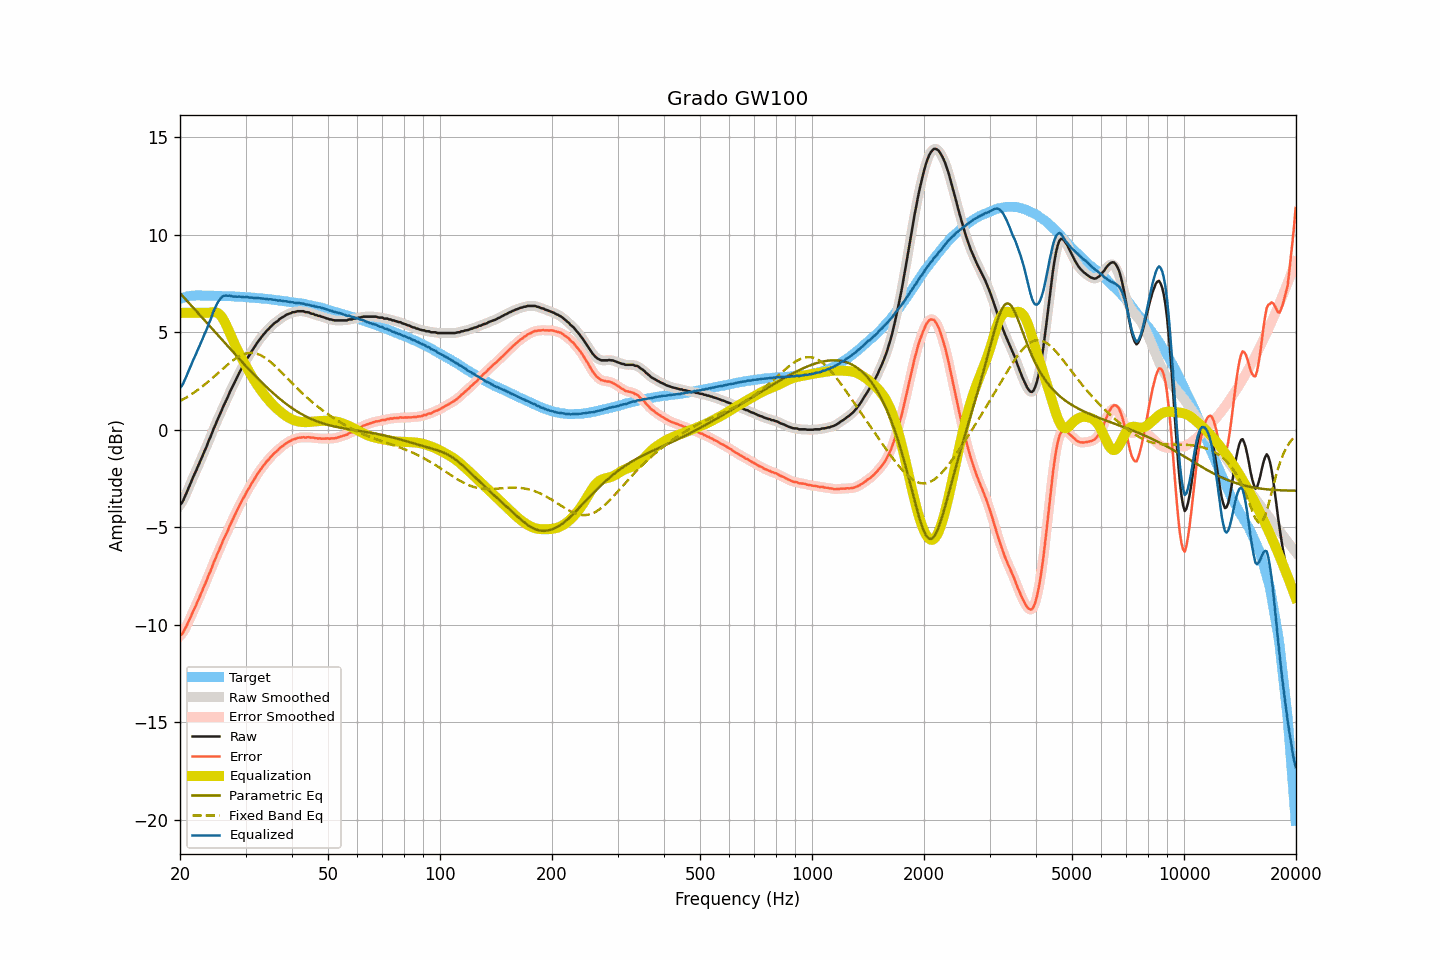 Grado GW100
15
10
5
0
−5
−10
−15
−20
Amplitude (dBr)
Target
Raw Smoothed
Error Smoothed
Raw
Error
Equalization
Parametric Eq
Fixed Band Eq
Equalized
20 50 100 200 500 1000 2000 5000 10000 20000
Frequency (Hz)